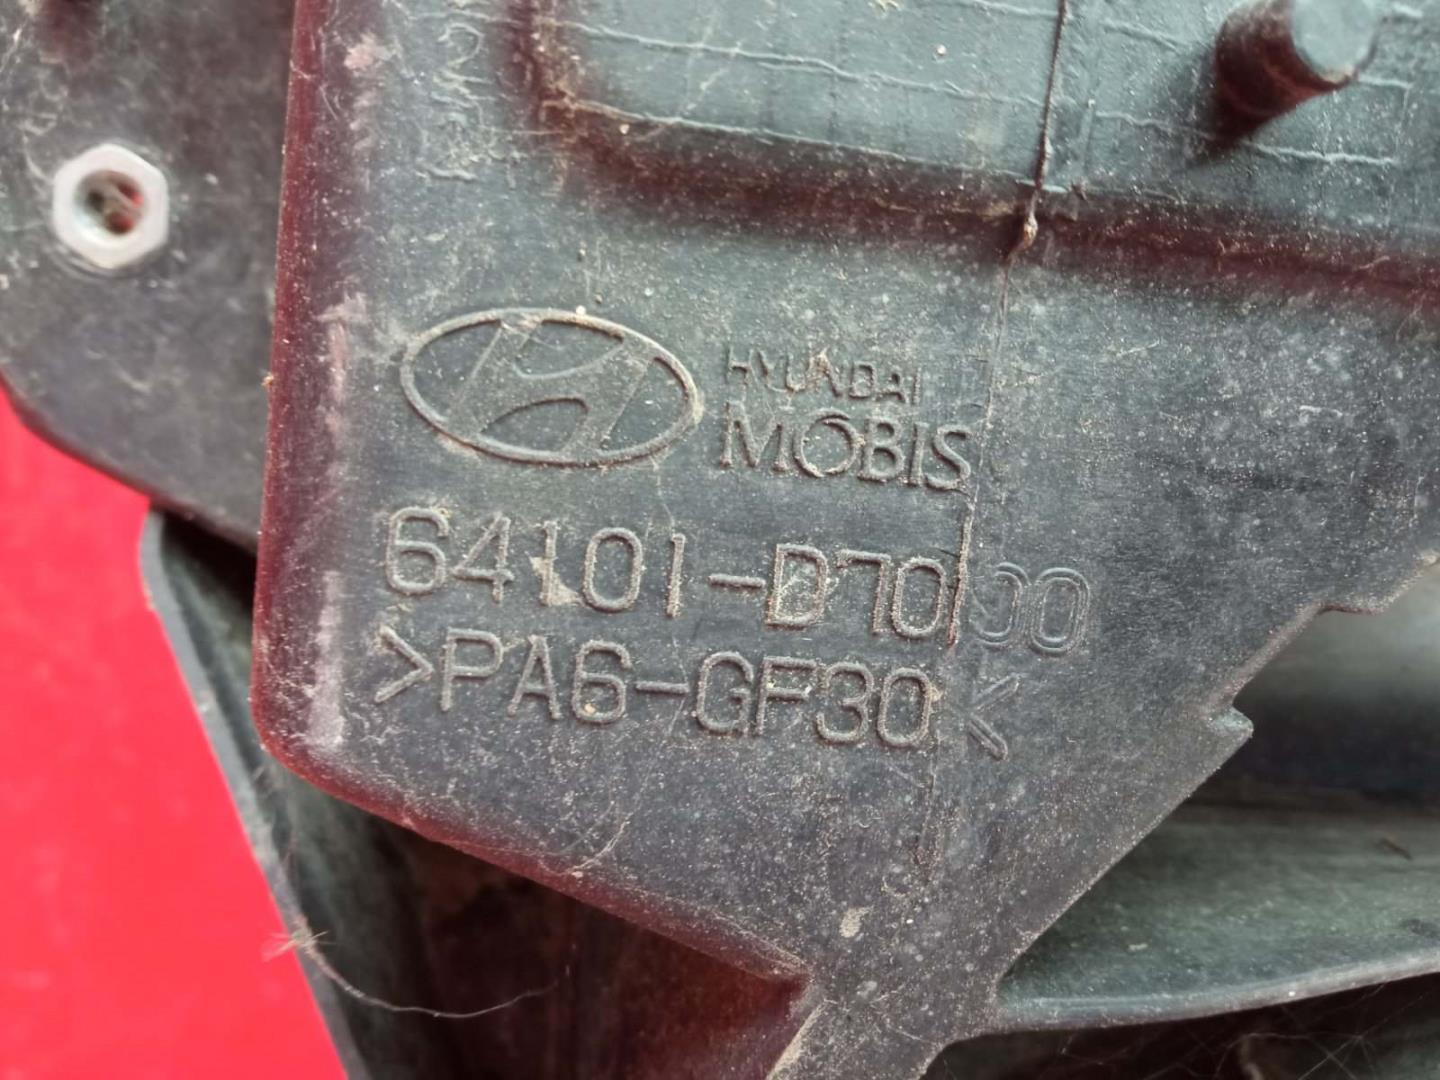 HYUNDAI
MOBIS
64101-D7000
>PA6-GF30<